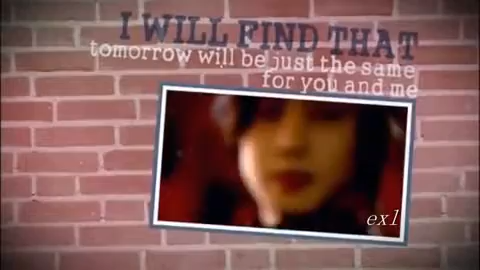 I WILL FIND THAT
tomorrow will be just the same
for you and me
ex1